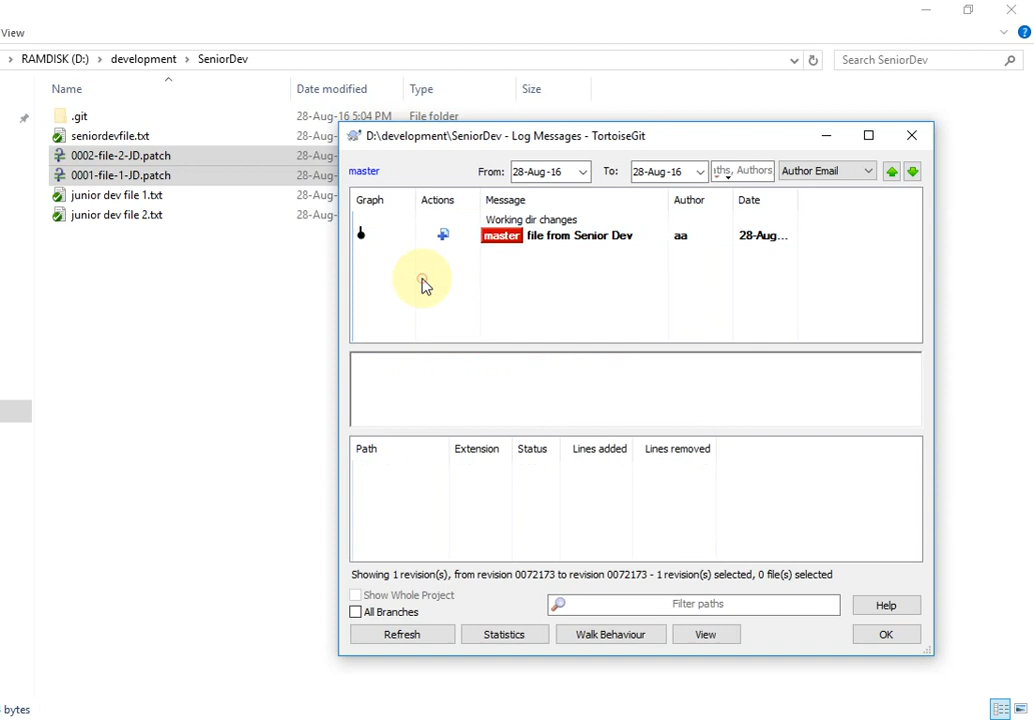 View
RAMDISK (D:) development SeniorDev
Search SeniorDev
Name Date modified Type Size
.git 28-Aug-16 5:04 PM File folder
seniordevfile.txt 28-Aug-
0002-file-2-JD.patch 28-Aug-
0001-file-1-JD.patch 28-Aug-
junior dev file 1.txt 28-Aug-
junior dev file 2.txt 28-Aug-
D:\development\SeniorDev - Log Messages - TortoiseGit
master From: 28-Aug-16 To: 28-Aug-16 ths, Authors Author Email
Graph Actions Message Author Date
Working dir changes
master file from Senior Dev aa 28-Aug...
Path Extension Status Lines added Lines removed
Showing 1 revision(s), from revision 0072173 to revision 0072173 - 1 revision(s) selected, 0 file(s) selected
Show Whole Project
Filter paths
Help
All Branches
Refresh Statistics Walk Behaviour View OK
bytes